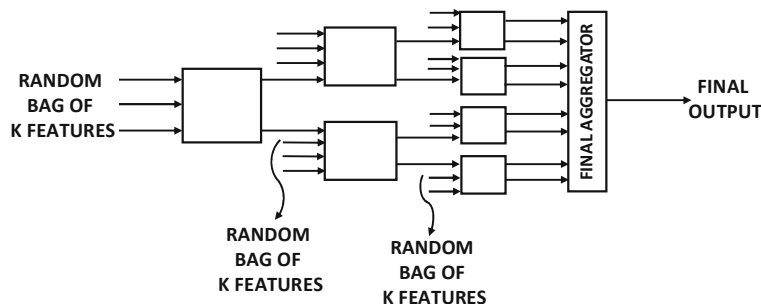 RANDOM
BAG OF
K FEATURES
FINAL AGGREGATOR
FINAL
OUTPUT
RANDOM
BAG OF
K FEATURES
RANDOM
BAG OF
K FEATURES